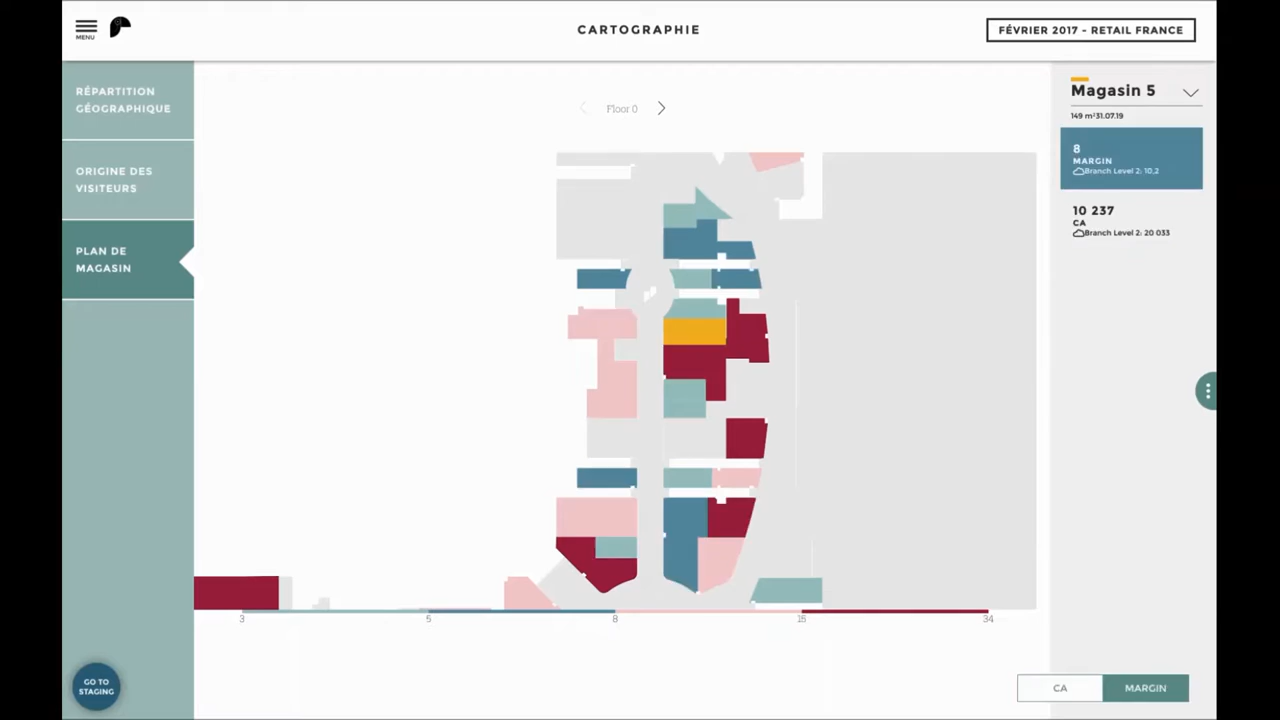 MENU
CARTOGRAPHIE
FÉVRIER 2017 - RETAIL FRANCE
RÉPARTITION
GÉOGRAPHIQUE
ORIGINE DES
VISITEURS
PLAN DE
MAGASIN
Floor 0
Magasin 5
149 m²31.07.19
8
MARGIN
Branch Level 2: 10,2
10 237
CA
Branch Level 2: 20 033
3
5
8
15
34
GO TO
STAGING
CA
MARGIN